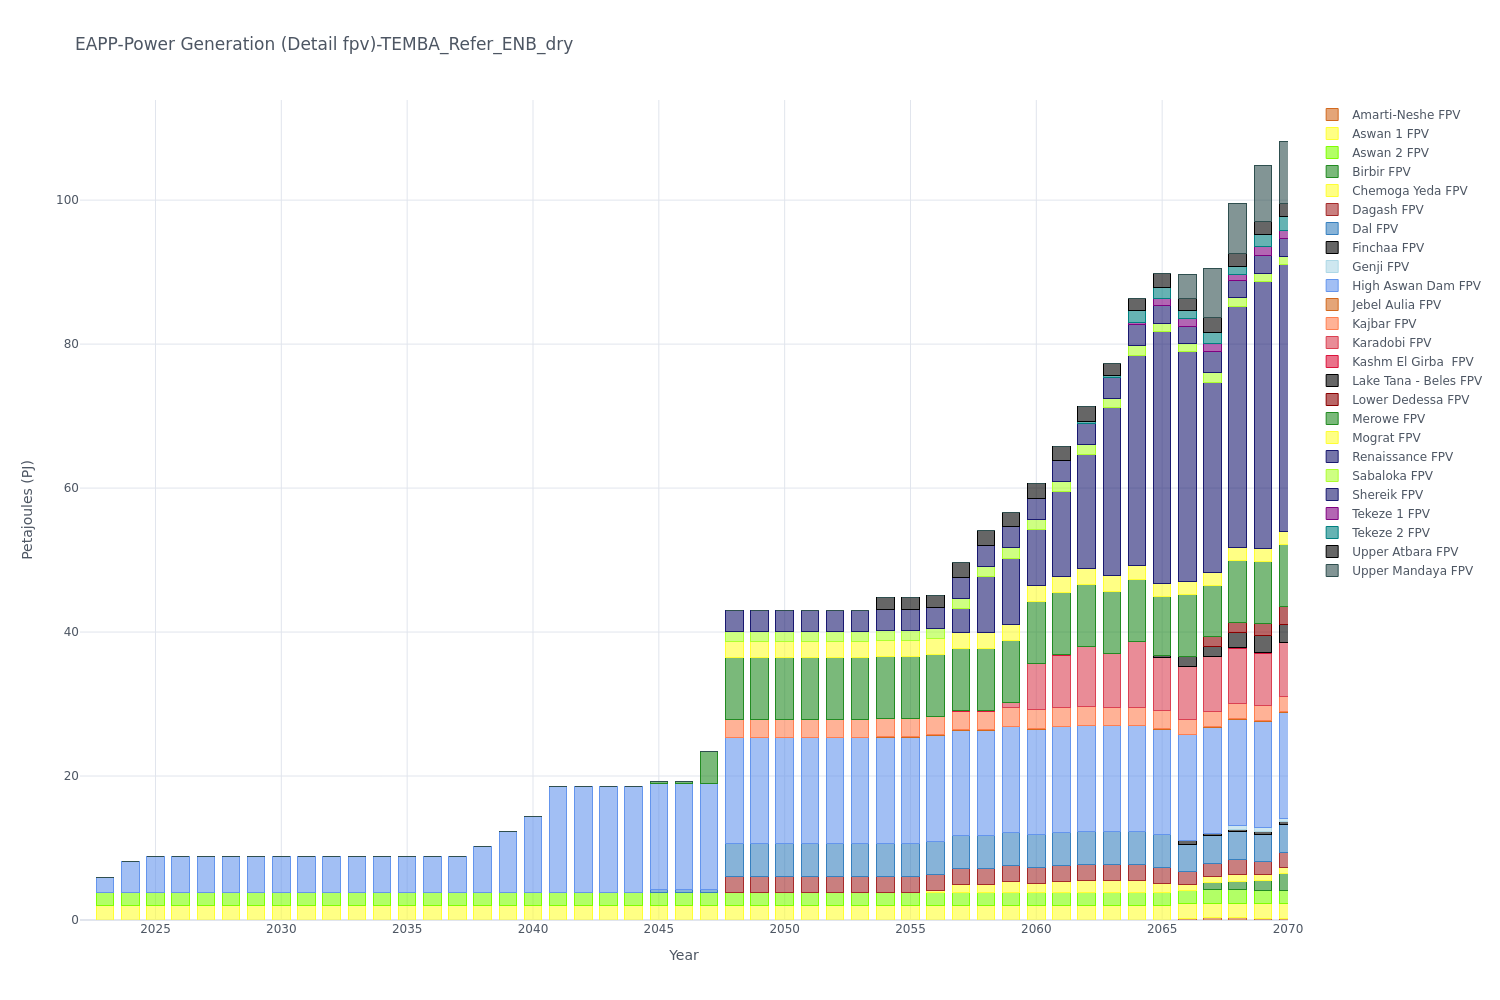 EAPP-Power Generation (Detail fpv)-TEMBA_Refer_ENB_dry
Petajoules (PJ)
100
80
60
40
20
0
2025
2030
2035
2040
2045
2050
2055
2060
2065
2070
Year
Amarti-Neshe FPV
Aswan 1 FPV
Aswan 2 FPV
Birbir FPV
Chemoga Yeda FPV
Dagash FPV
Dal FPV
Finchaa FPV
Genji FPV
High Aswan Dam FPV
Jebel Aulia FPV
Kajbar FPV
Karadobi FPV
Kashm El Girba  FPV
Lake Tana - Beles FPV
Lower Dedessa FPV
Merowe FPV
Mograt FPV
Renaissance FPV
Sabaloka FPV
Shereik FPV
Tekeze 1 FPV
Tekeze 2 FPV
Upper Atbara FPV
Upper Mandaya FPV